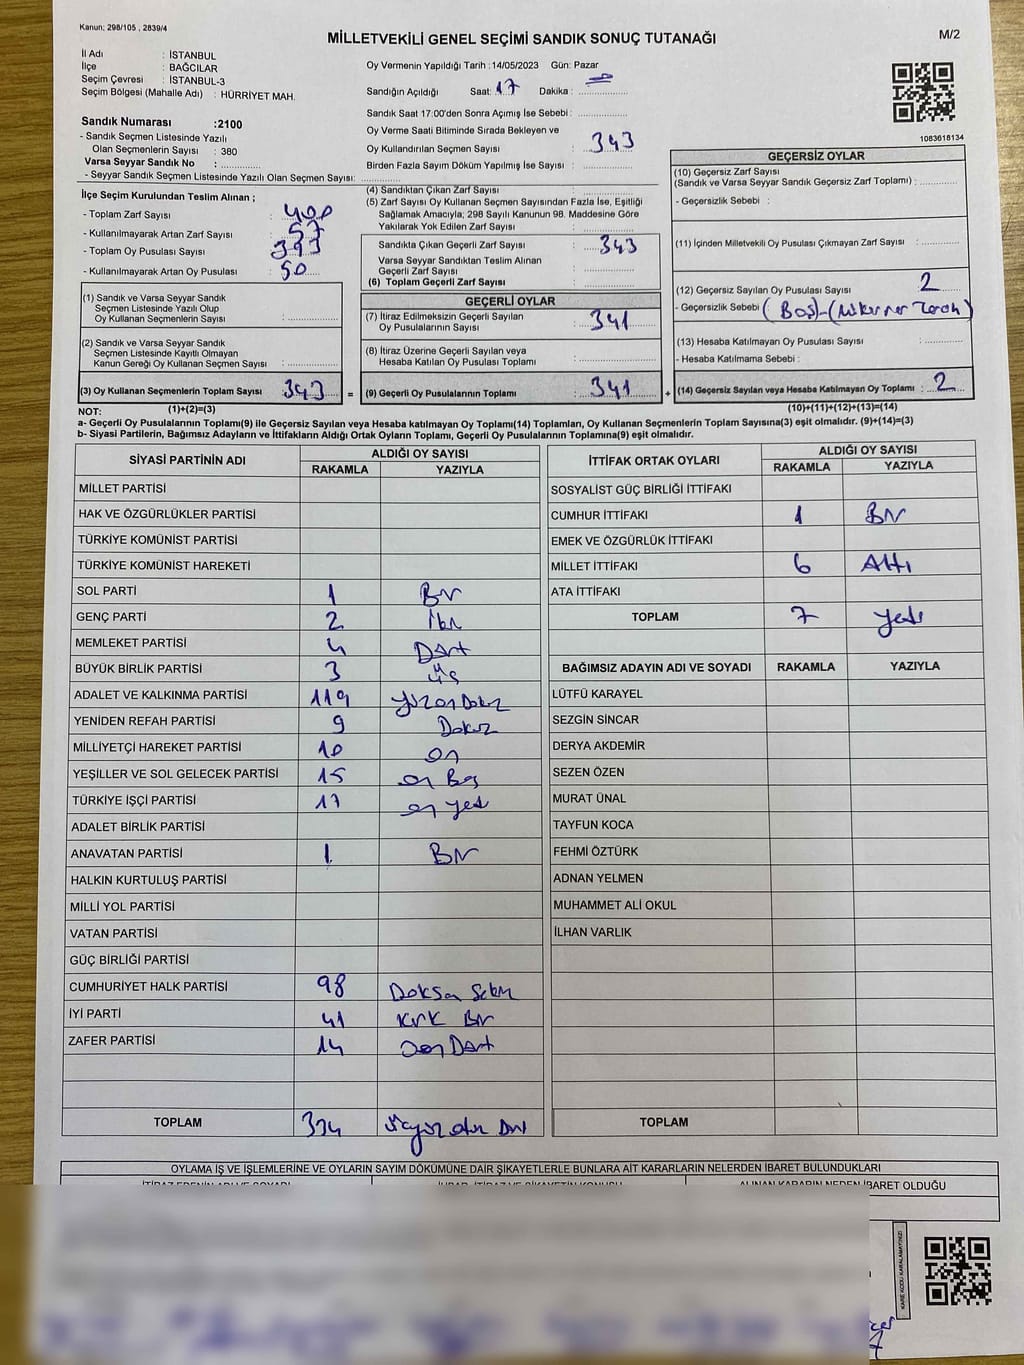 Kanun: 298/105 , 2839/4
MİLLETVEKİLİ GENEL SEÇİMİ SANDIK SONUÇ TUTANAĞI
M/2
İl Adı : İSTANBUL
İlçe : BAĞCILAR
Seçim Çevresi : İSTANBUL-3
Seçim Bölgesi (Mahalle Adı) : HÜRRİYET MAH.
Oy Vermenin Yapıldığı Tarih :14/05/2023 Gün: Pazar
Sandığın Açıldığı Saat: 17 Dakika :
Sandık Saat 17:00'den Sonra Açımış İse Sebebi :
Sandık Numarası :2100
- Sandık Seçmen Listesinde Yazılı
Olan Seçmenlerin Sayısı : 380
Varsa Seyyar Sandık No :
- Seyyar Sandık Seçmen Listesinde Yazılı Olan Seçmen Sayısı:
Oy Verme Saati Bitiminde Sırada Bekleyen ve
Oy Kullandırılan Seçmen Sayısı : 343
Birden Fazla Sayım Döküm Yapılmış İse Sayısı :
1083618134
İlçe Seçim Kurulundan Teslim Alınan ;
- Toplam Zarf Sayısı : 400
- Kullanılmayarak Artan Zarf Sayısı : 57
- Toplam Oy Pusulası Sayısı : 393
- Kullanılmayarak Artan Oy Pusulası : 50
(4) Sandıktan Çıkan Zarf Sayısı :
(5) Zarf Sayısı Oy Kullanan Seçmen Sayısından Fazla İse, Eşitliği
Sağlamak Amacıyla, 298 Sayılı Kanunun 98. Maddesine Göre
Yakılarak Yok Edilen Zarf Sayısı :
Sandıkta Çıkan Geçerli Zarf Sayısı : 343
Varsa Seyyar Sandıktan Teslim Alınan
Geçerli Zarf Sayısı :
(6) Toplam Geçerli Zarf Sayısı :
GEÇERSİZ OYLAR
(10) Geçersiz Zarf Sayısı
(Sandık ve Varsa Seyyar Sandık Geçersiz Zarf Toplamı) :
- Geçersizlik Sebebi :
(11) İçinden Milletvekili Oy Pusulası Çıkmayan Zarf Sayısı :
(12) Geçersiz Sayılan Oy Pusulası Sayısı : 2
- Geçersizlik Sebebi : (Boş)-(
(13) Hesaba Katılmayan Oy Pusulası Sayısı :
- Hesaba Katılmama Sebebi :
(14) Geçersiz Sayılan veya Hesaba Katılmayan Oy Toplamı : 2
(10)+(11)+(12)+(13)=(14)
(1) Sandık ve Varsa Seyyar Sandık
Seçmen Listesinde Yazılı Olup
Oy Kullanan Seçmenlerin Sayısı :
(2) Sandık ve Varsa Seyyar Sandık
Seçmen Listesinde Kayıtlı Olmayan
Kanun Gereği Oy Kullanan Seçmen Sayısı :
(3) Oy Kullanan Seçmenlerin Toplam Sayısı : 343 =
(1)+(2)=(3)
GEÇERLİ OYLAR
(7) İtiraz Edilmeksizin Geçerli Sayılan
Oy Pusulalarının Sayısı : 341
(8) İtiraz Üzerine Geçerli Sayılan veya
Hesaba Katılan Oy Pusulası Toplamı :
(9) Geçerli Oy Pusulalarının Toplamı : 341 +
NOT:
a- Geçerli Oy Pusulalarının Toplamı(9) ile Geçersiz Sayılan veya Hesaba katılmayan Oy Toplamı(14) Toplamları, Oy Kullanan Seçmenlerin Toplam Sayısına(3) eşit olmalıdır. (9)+(14)=(3)
b- Siyasi Partilerin, Bağımsız Adayların ve İttifakların Aldığı Ortak Oyların Toplamı, Geçerli Oy Pusulalarının Toplamına(9) eşit olmalıdır.
SİYASİ PARTİNİN ADI ALDIĞI OY SAYISI
RAKAMLA YAZIYLA
MİLLET PARTİSİ
HAK VE ÖZGÜRLÜKLER PARTİSİ
TÜRKİYE KOMÜNİST PARTİSİ
TÜRKİYE KOMÜNİST HAREKETİ
SOL PARTİ 1 Bir
GENÇ PARTİ 2 İki
MEMLEKET PARTİSİ 4 Dört
BÜYÜK BİRLİK PARTİSİ 3 üç
ADALET VE KALKINMA PARTİSİ 119 yüzonDokuz
YENİDEN REFAH PARTİSİ 9 Dokuz
MİLLİYETÇİ HAREKET PARTİSİ 10 on
YEŞİLLER VE SOL GELECEK PARTİSİ 15 on Beş
TÜRKİYE İŞÇİ PARTİSİ 17 on yedi
ADALET BİRLİK PARTİSİ
ANAVATAN PARTİSİ 1 Bir
HALKIN KURTULUŞ PARTİSİ
MİLLİ YOL PARTİSİ
VATAN PARTİSİ
GÜÇ BİRLİĞİ PARTİSİ
CUMHURİYET HALK PARTİSİ 98 Doksan Sekiz
İYİ PARTİ 41 Kırk Bir
ZAFER PARTİSİ 14 on Dört
TOPLAM 334
İTTİFAK ORTAK OYLARI ALDIĞI OY SAYISI
RAKAMLA YAZIYLA
SOSYALİST GÜÇ BİRLİĞİ İTTİFAKI
CUMHUR İTTİFAKI 1 Bir
EMEK VE ÖZGÜRLÜK İTTİFAKI
MİLLET İTTİFAKI 6 Altı
ATA İTTİFAKI
TOPLAM 7 yedi
BAĞIMSIZ ADAYIN ADI VE SOYADI RAKAMLA YAZIYLA
LÜTFÜ KARAYEL
SEZGİN SİNCAR
DERYA AKDEMİR
SEZEN ÖZEN
MURAT ÜNAL
TAYFUN KOCA
FEHMİ ÖZTÜRK
ADNAN YELMEN
MUHAMMET ALİ OKUL
İLHAN VARLIK
TOPLAM
OYLAMA İŞ VE İŞLEMLERİNE VE OYLARIN SAYIM DÖKÜMÜNE DAİR ŞİKAYETLERLE BUNLARA AİT KARARLARIN NELERDEN İBARET BULUNDUKLARI
ALINAN KARARIN NEDEN İBARET OLDUĞU
KARE KODU KARALAMAYINIZ!